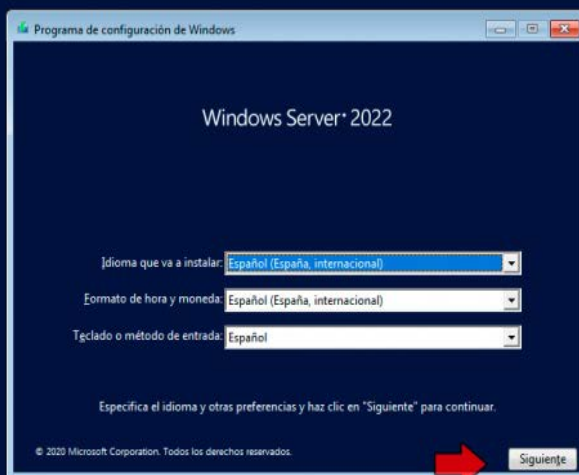 Programa de configuración de Windows
Windows Server® 2022
Idioma que va a instalar: Español (España, internacional)
Formato de hora y moneda: Español (España, internacional)
Teclado o método de entrada: Español
Especifica el idioma y otras preferencias y haz clic en "Siguiente" para continuar.
© 2020 Microsoft Corporation. Todos los derechos reservados.
Siguiente